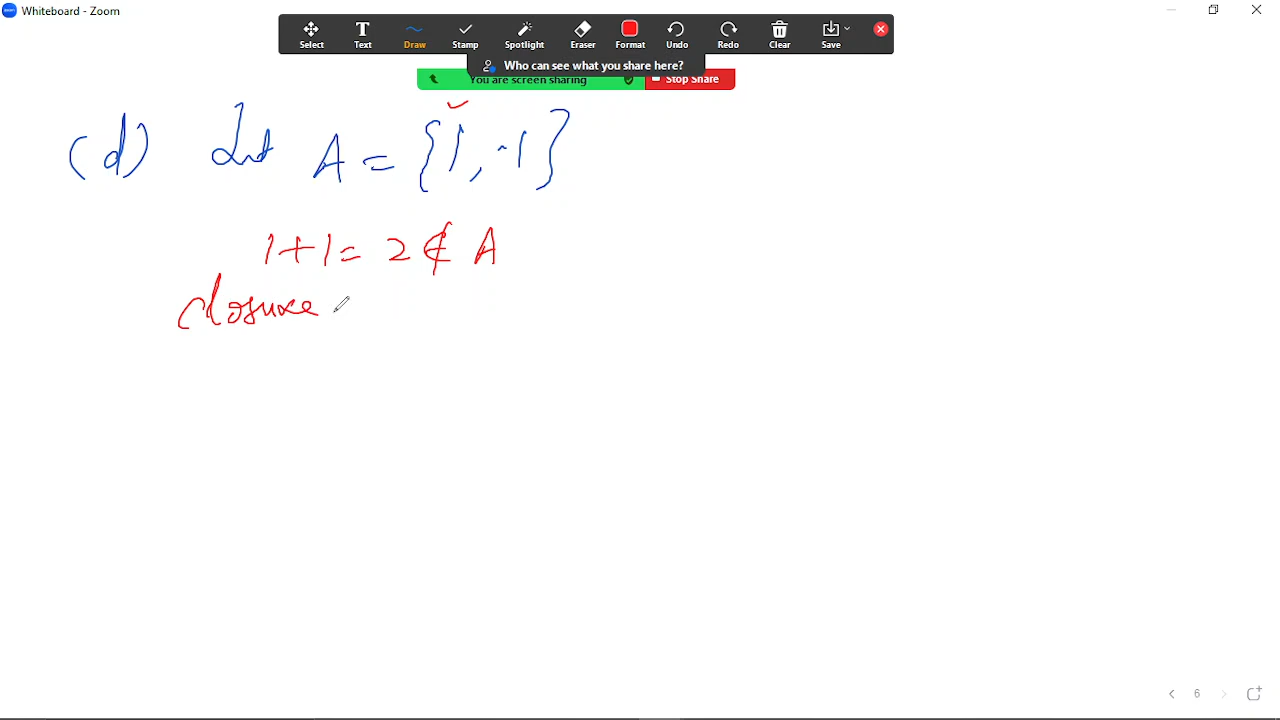 Whiteboard - Zoom
Select Text Draw Stamp Spotlight Eraser Format Undo Redo Clear Save
Who can see what you share here?
You are screen sharing Stop Share
(d) Let A = {1, -1}
1+1= 2 ∉ A
closure
6